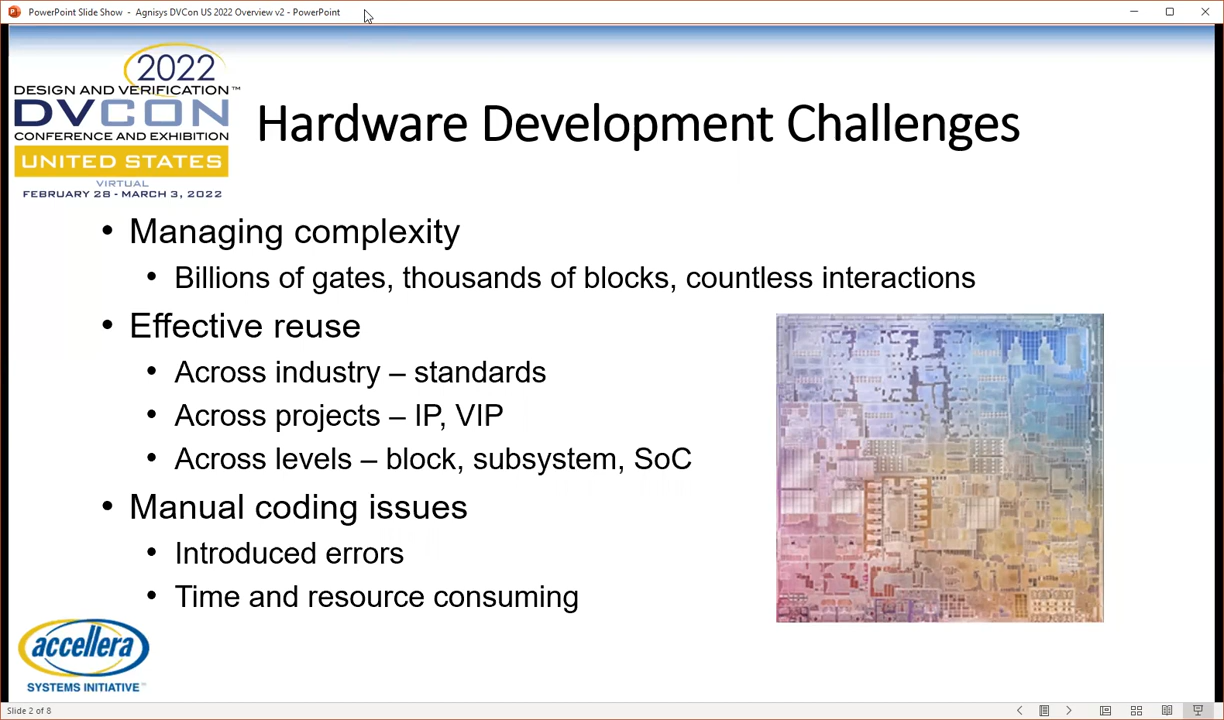 PowerPoint Slide Show - Agnisys DVCon US 2022 Overview v2 - PowerPoint
2022
DESIGN AND VERIFICATION™
DVCON
CONFERENCE AND EXHIBITION
UNITED STATES
VIRTUAL
FEBRUARY 28 - MARCH 3, 2022
Hardware Development Challenges
• Managing complexity
• Billions of gates, thousands of blocks, countless interactions
• Effective reuse
• Across industry – standards
• Across projects – IP, VIP
• Across levels – block, subsystem, SoC
• Manual coding issues
• Introduced errors
• Time and resource consuming
accellera
SYSTEMS INITIATIVE™
Slide 2 of 8